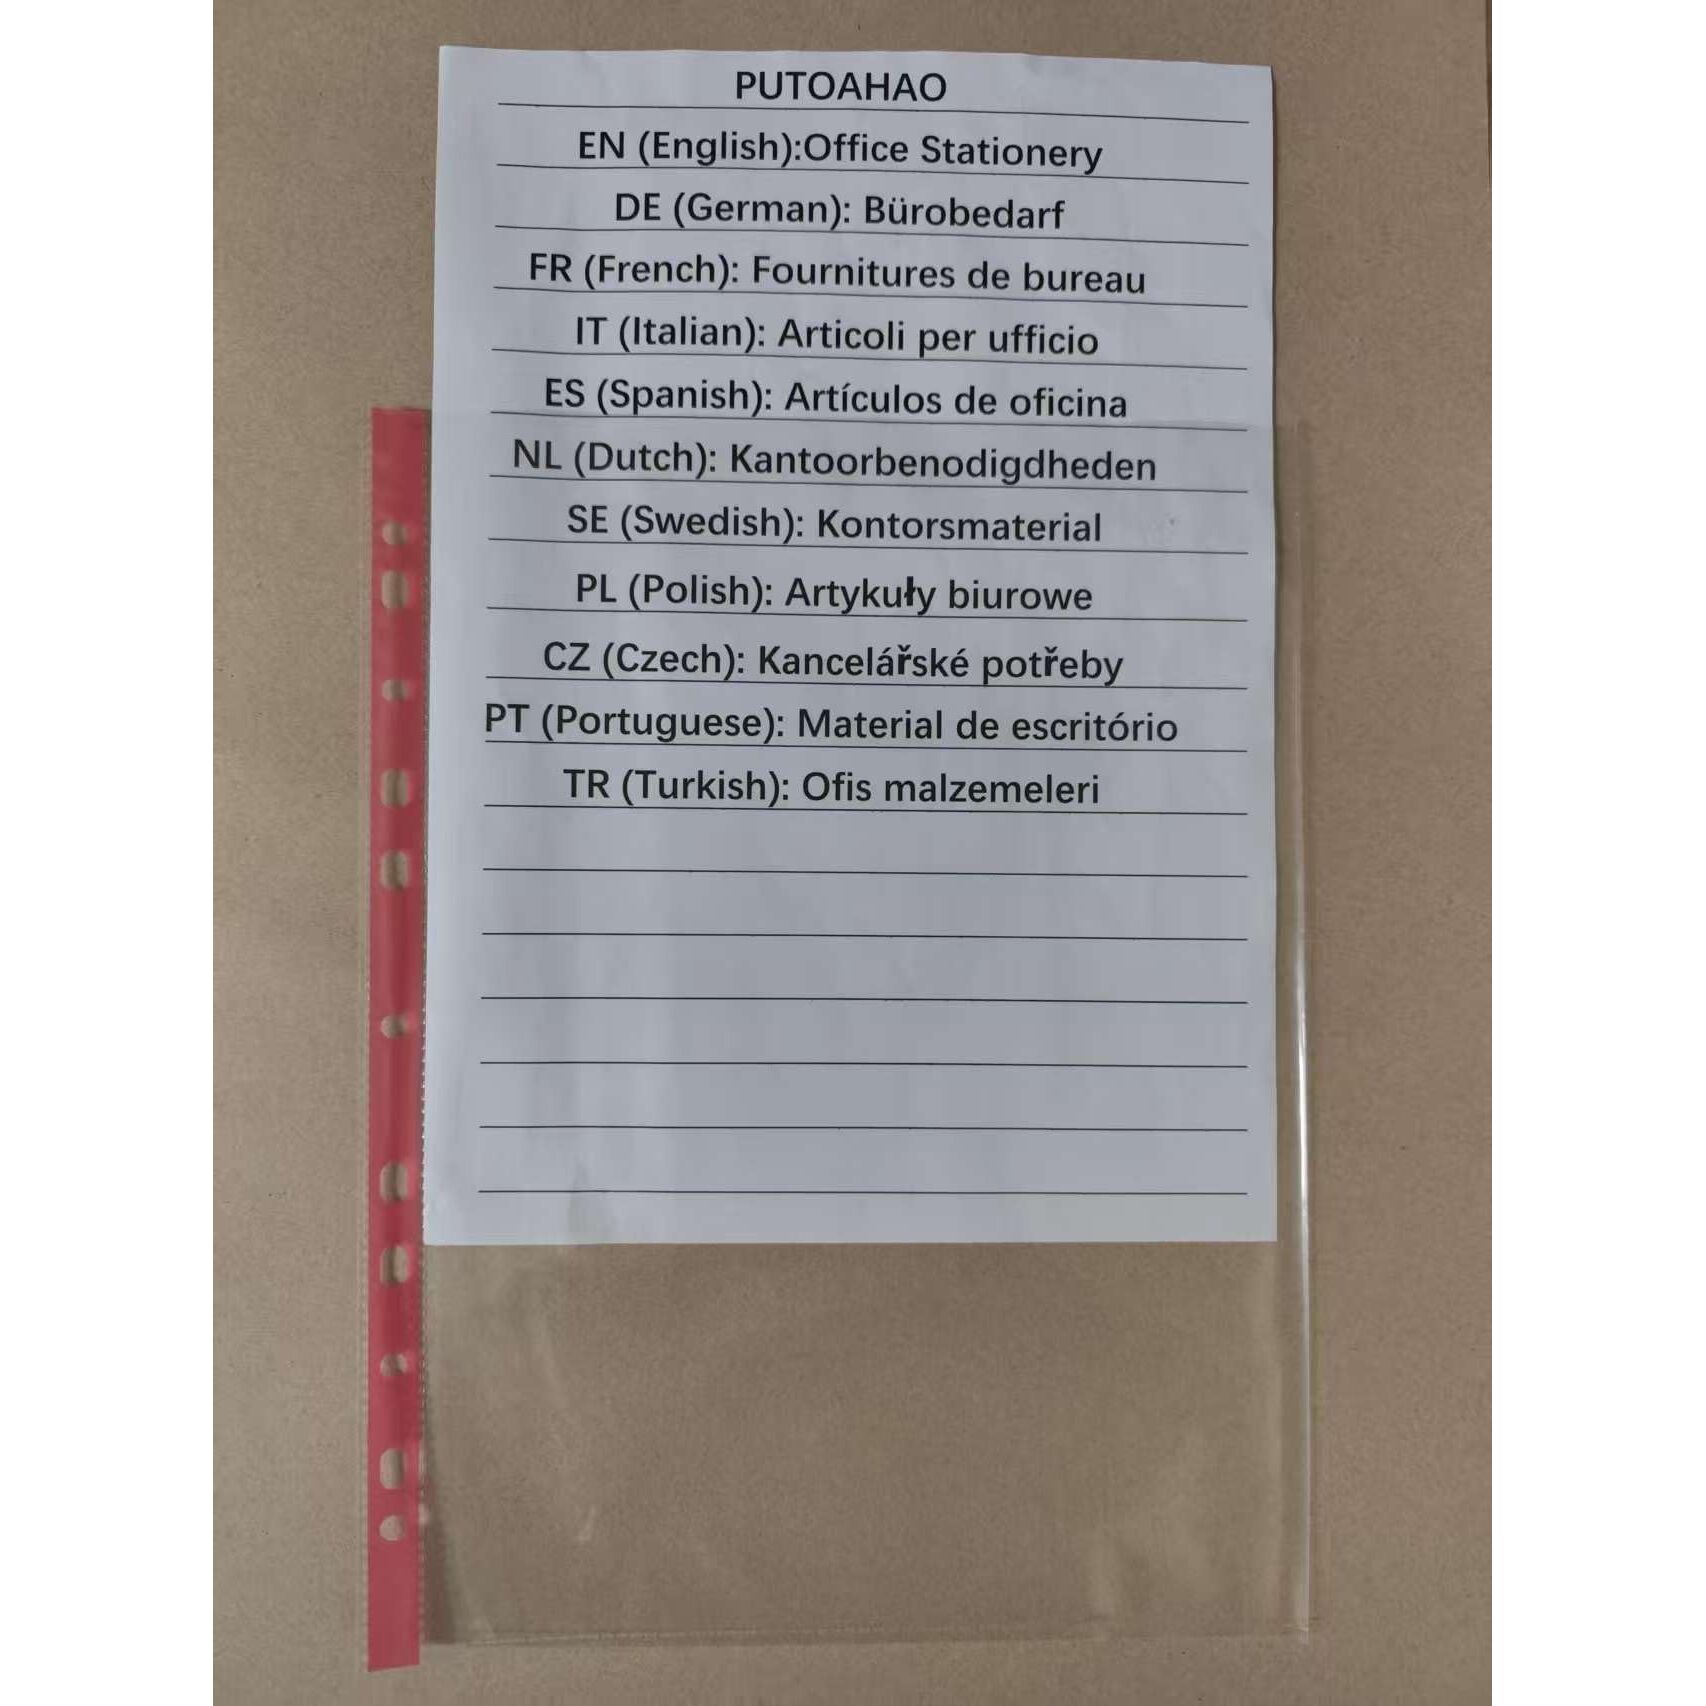 PUTOAHAO
EN (English):Office Stationery
DE (German): Bürobedarf
FR (French): Fournitures de bureau
IT (Italian): Articoli per ufficio
ES (Spanish): Artículos de oficina
NL (Dutch): Kantoorbenodigdheden
SE (Swedish): Kontorsmaterial
PL (Polish): Artykuły biurowe
CZ (Czech): Kancelářské potřeby
PT (Portuguese): Material de escritório
TR (Turkish): Ofis malzemeleri